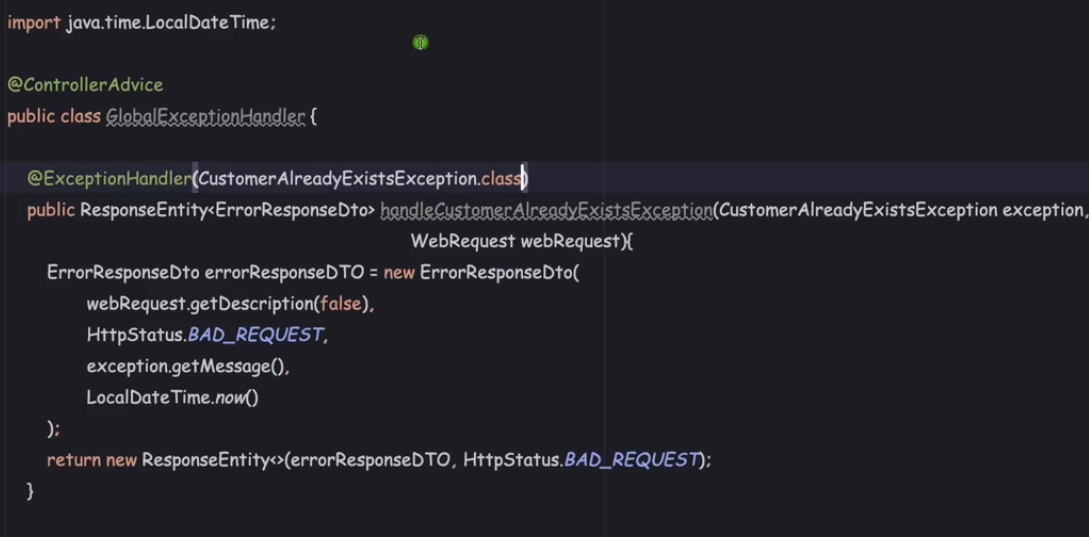 import java.time.LocalDateTime;
@ControllerAdvice
public class GlobalExceptionHandler {
@ExceptionHandler(CustomerAlreadyExistsException.class)
public ResponseEntity<ErrorResponseDto> handleCustomerAlreadyExistsException(CustomerAlreadyExistsException exception,
WebRequest webRequest){
ErrorResponseDto errorResponseDTO = new ErrorResponseDto(
webRequest.getDescription(false),
HttpStatus.BAD_REQUEST,
exception.getMessage(),
LocalDateTime.now()
);
return new ResponseEntity<>(errorResponseDTO, HttpStatus.BAD_REQUEST);
}